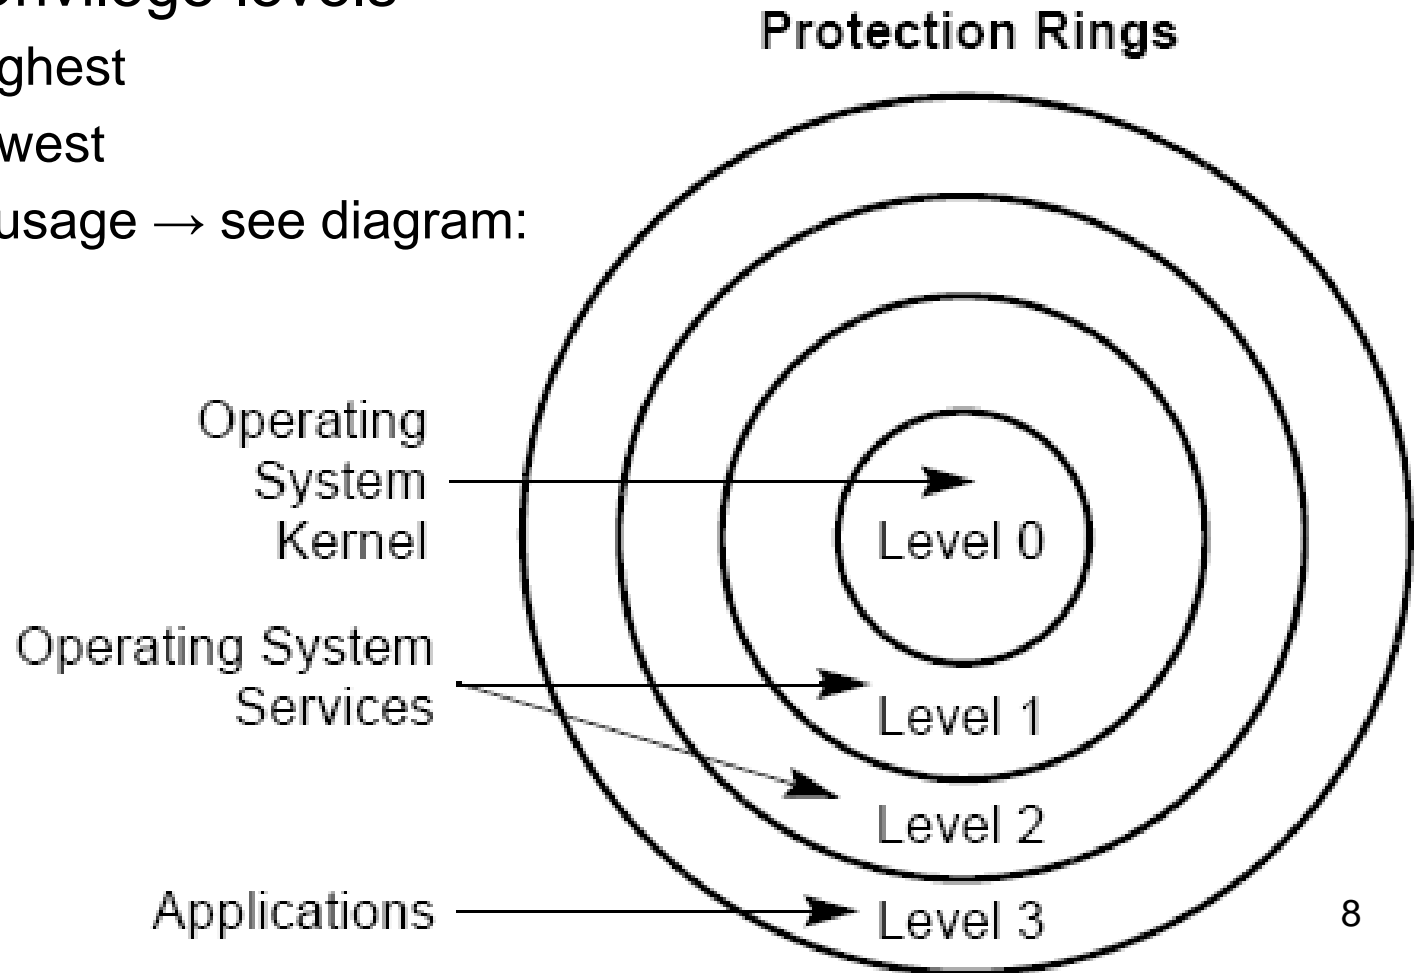 privilege levels
ghest
west
usage → see diagram:
Protection Rings
Operating
System
Kernel
Level 0
Operating System
Services
Level 1
Level 2
Applications
Level 3
8